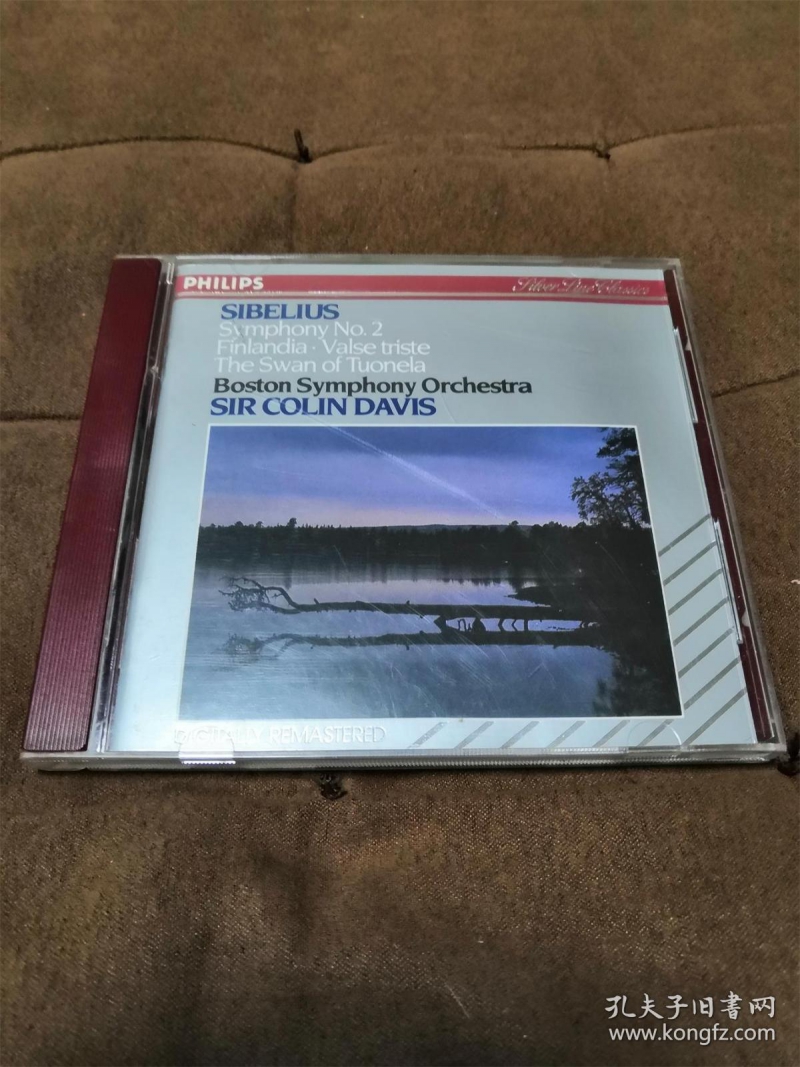 PHILIPS
Silver Line Classics
SIBELIUS
Symphony No. 2
Finlandia · Valse triste
The Swan of Tuonela
Boston Symphony Orchestra
SIR COLIN DAVIS
DIGITALLY REMASTERED
孔夫子旧书网
www.kongfz.com